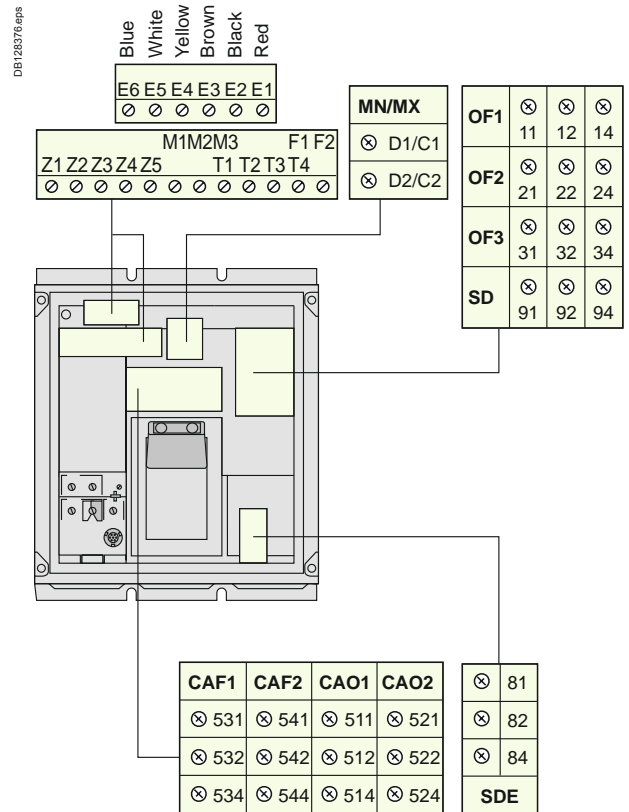 DB128376.eps
Blue
White
Yellow
Brown
Black
Red
E6 E5 E4 E3 E2 E1
M1M2M3 F1 F2
Z1 Z2 Z3 Z4 Z5 T1 T2 T3 T4
MN/MX
D1/C1
D2/C2
OF1 11 12 14
OF2 21 22 24
OF3 31 32 34
SD 91 92 94
CAF1 CAF2 CAO1 CAO2
531 541 511 521
532 542 512 522
534 544 514 524
81
82
84
SDE